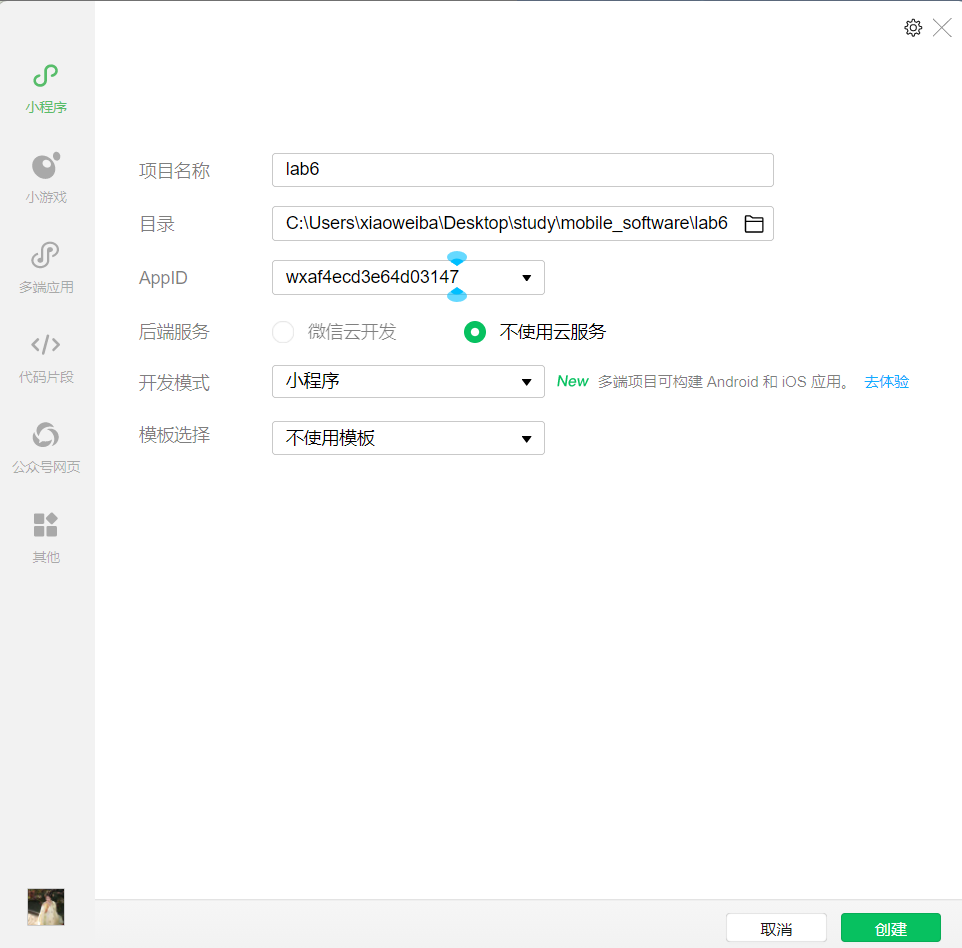 小程序
小游戏
多端应用
代码片段
公众号网页
其他
项目名称 lab6
目录 C:\Users\xiaoweiba\Desktop\study\mobile_software\lab6
AppID wxaf4ecd3e64d03147
后端服务 微信云开发 不使用云服务
开发模式 小程序 New 多端项目可构建 Android 和 iOS 应用。 去体验
模板选择 不使用模板
取消 创建